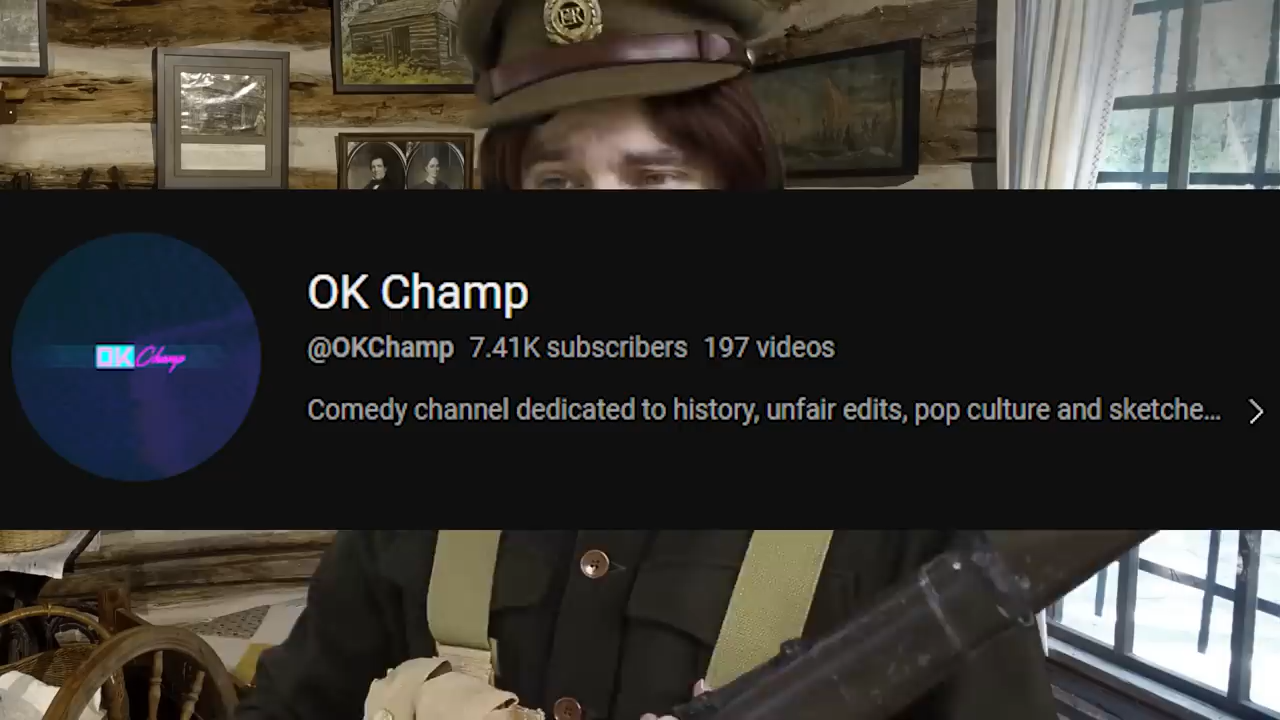 ER
OK Champ
OK Champ
@OKChamp 7.41K subscribers 197 videos
Comedy channel dedicated to history, unfair edits, pop culture and sketche...